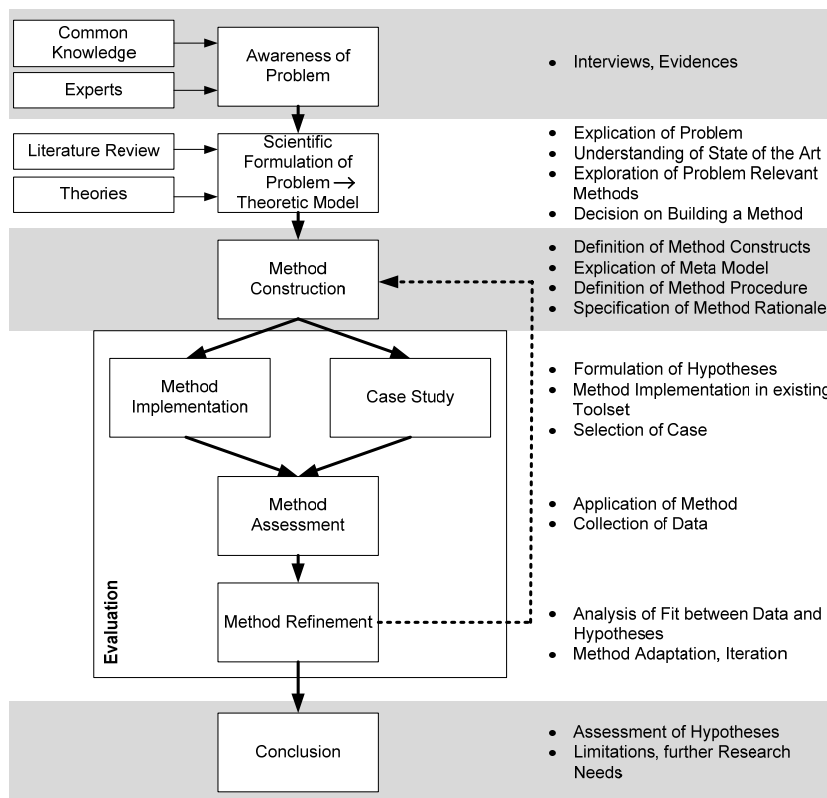 Common
Knowledge
Experts
Awareness of
Problem
• Interviews, Evidences
Literature Review
Theories
Scientific
Formulation of
Problem →
Theoretic Model
• Explication of Problem
• Understanding of State of the Art
• Exploration of Problem Relevant
Methods
• Decision on Building a Method
Method
Construction
• Definition of Method Constructs
• Explication of Meta Model
• Definition of Method Procedure
• Specification of Method Rationale
Evaluation
Method
Implementation
Case Study
• Formulation of Hypotheses
• Method Implementation in existing
Toolset
• Selection of Case
Method
Assessment
• Application of Method
• Collection of Data
Method Refinement
• Analysis of Fit between Data and
Hypotheses
• Method Adaptation, Iteration
Conclusion
• Assessment of Hypotheses
• Limitations, further Research
Needs